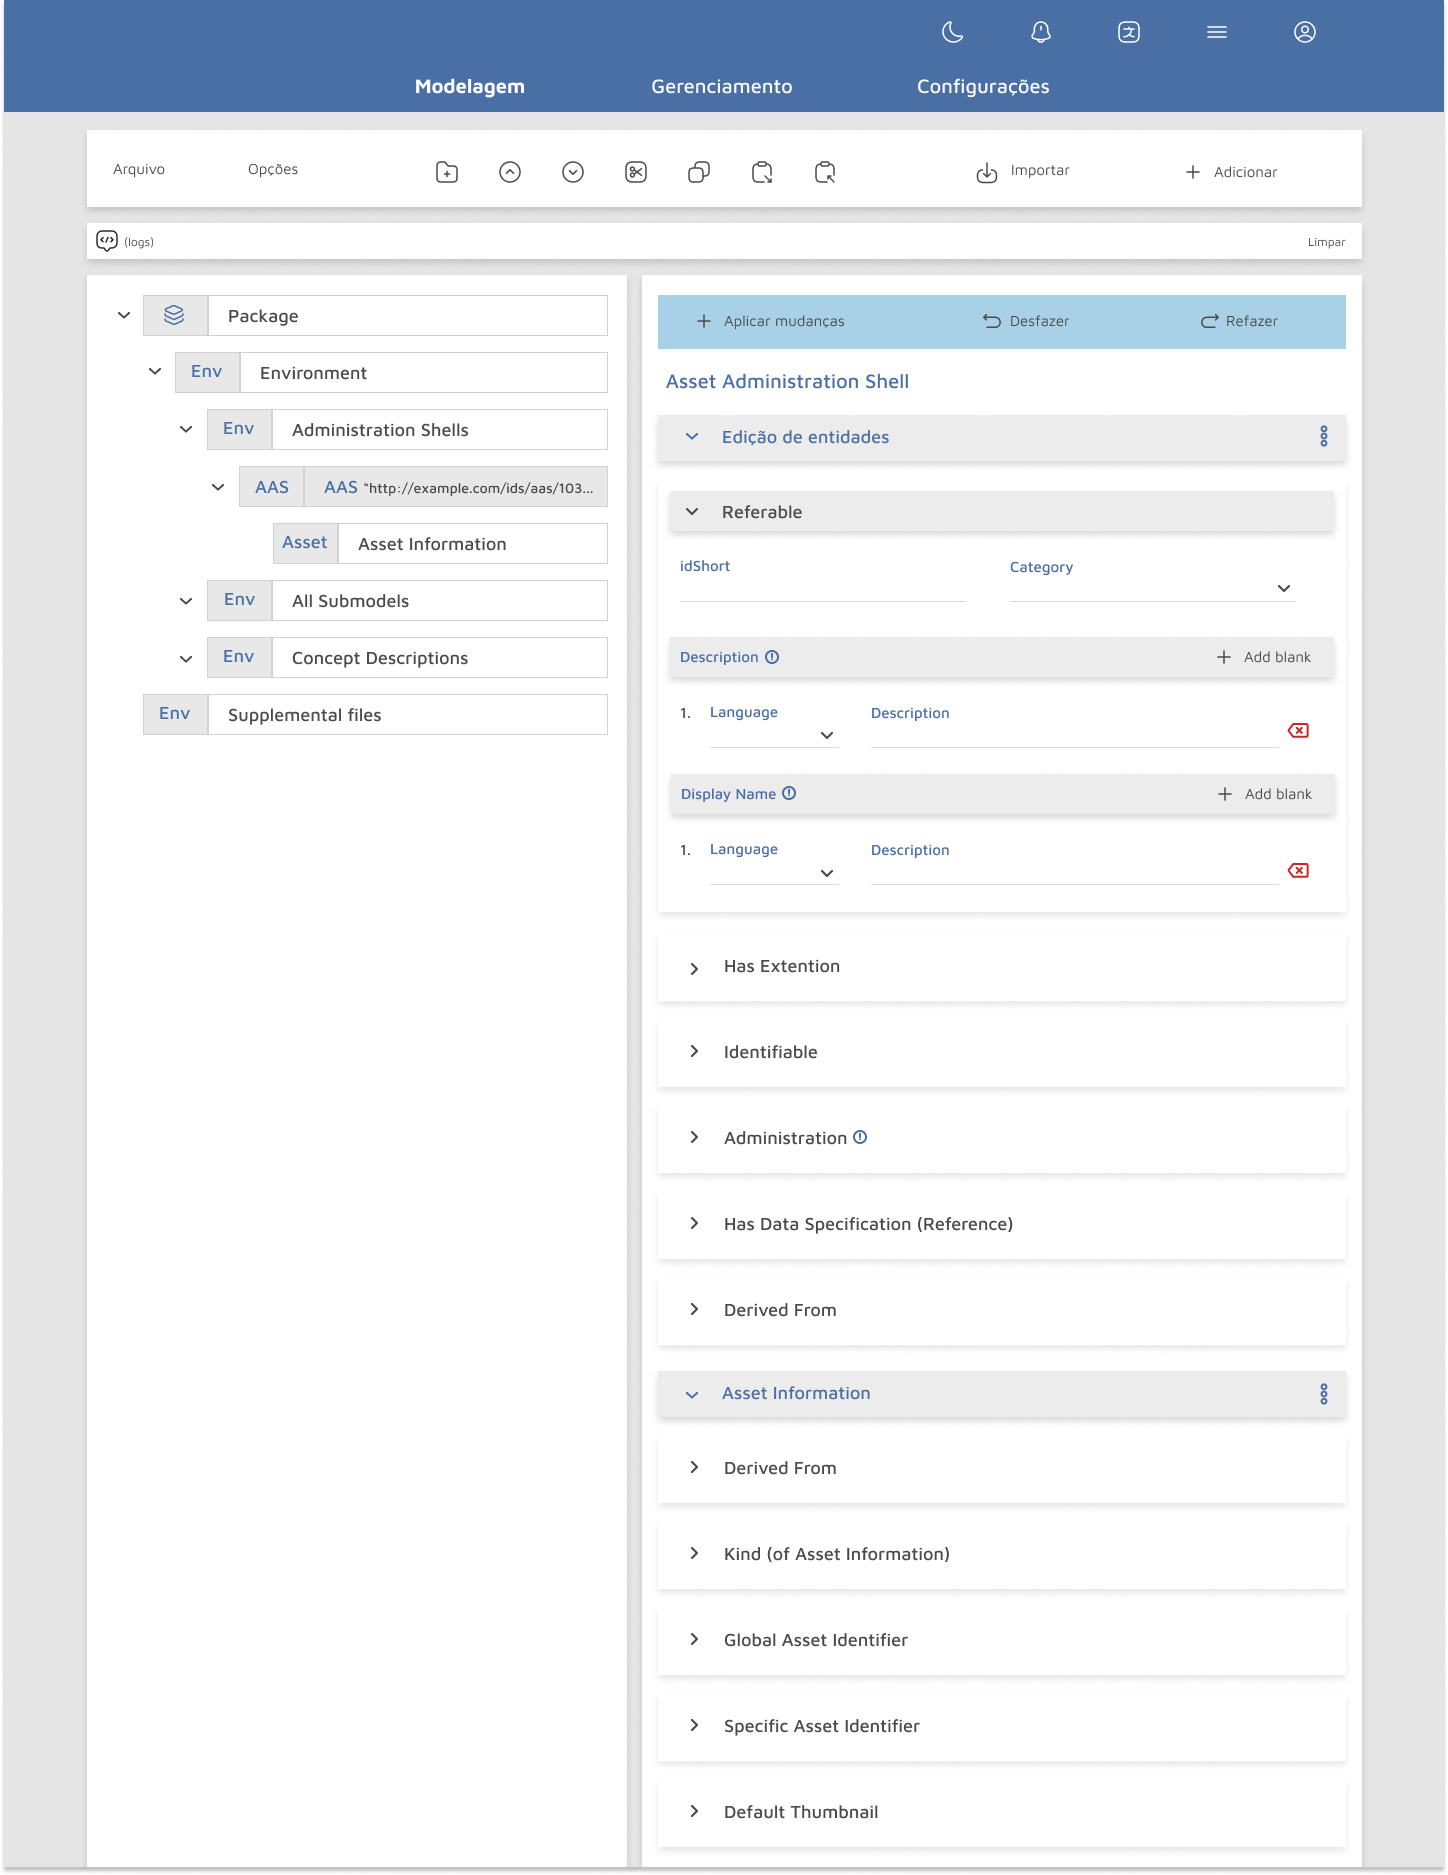 Modelagem
Gerenciamento
Configurações
Arquivo
Opções
Importar
Adicionar
(logs)
Limpar
Package
Env
Environment
Env
Administration Shells
AAS
AAS "http://example.com/ids/aas/103...
Asset
Asset Information
Env
All Submodels
Env
Concept Descriptions
Env
Supplemental files
Aplicar mudanças
Desfazer
Refazer
Asset Administration Shell
Edição de entidades
Referable
idShort
Category
Description
Add blank
1.
Language
Description
Display Name
Add blank
1.
Language
Description
Has Extention
Identifiable
Administration
Has Data Specification (Reference)
Derived From
Asset Information
Derived From
Kind (of Asset Information)
Global Asset Identifier
Specific Asset Identifier
Default Thumbnail